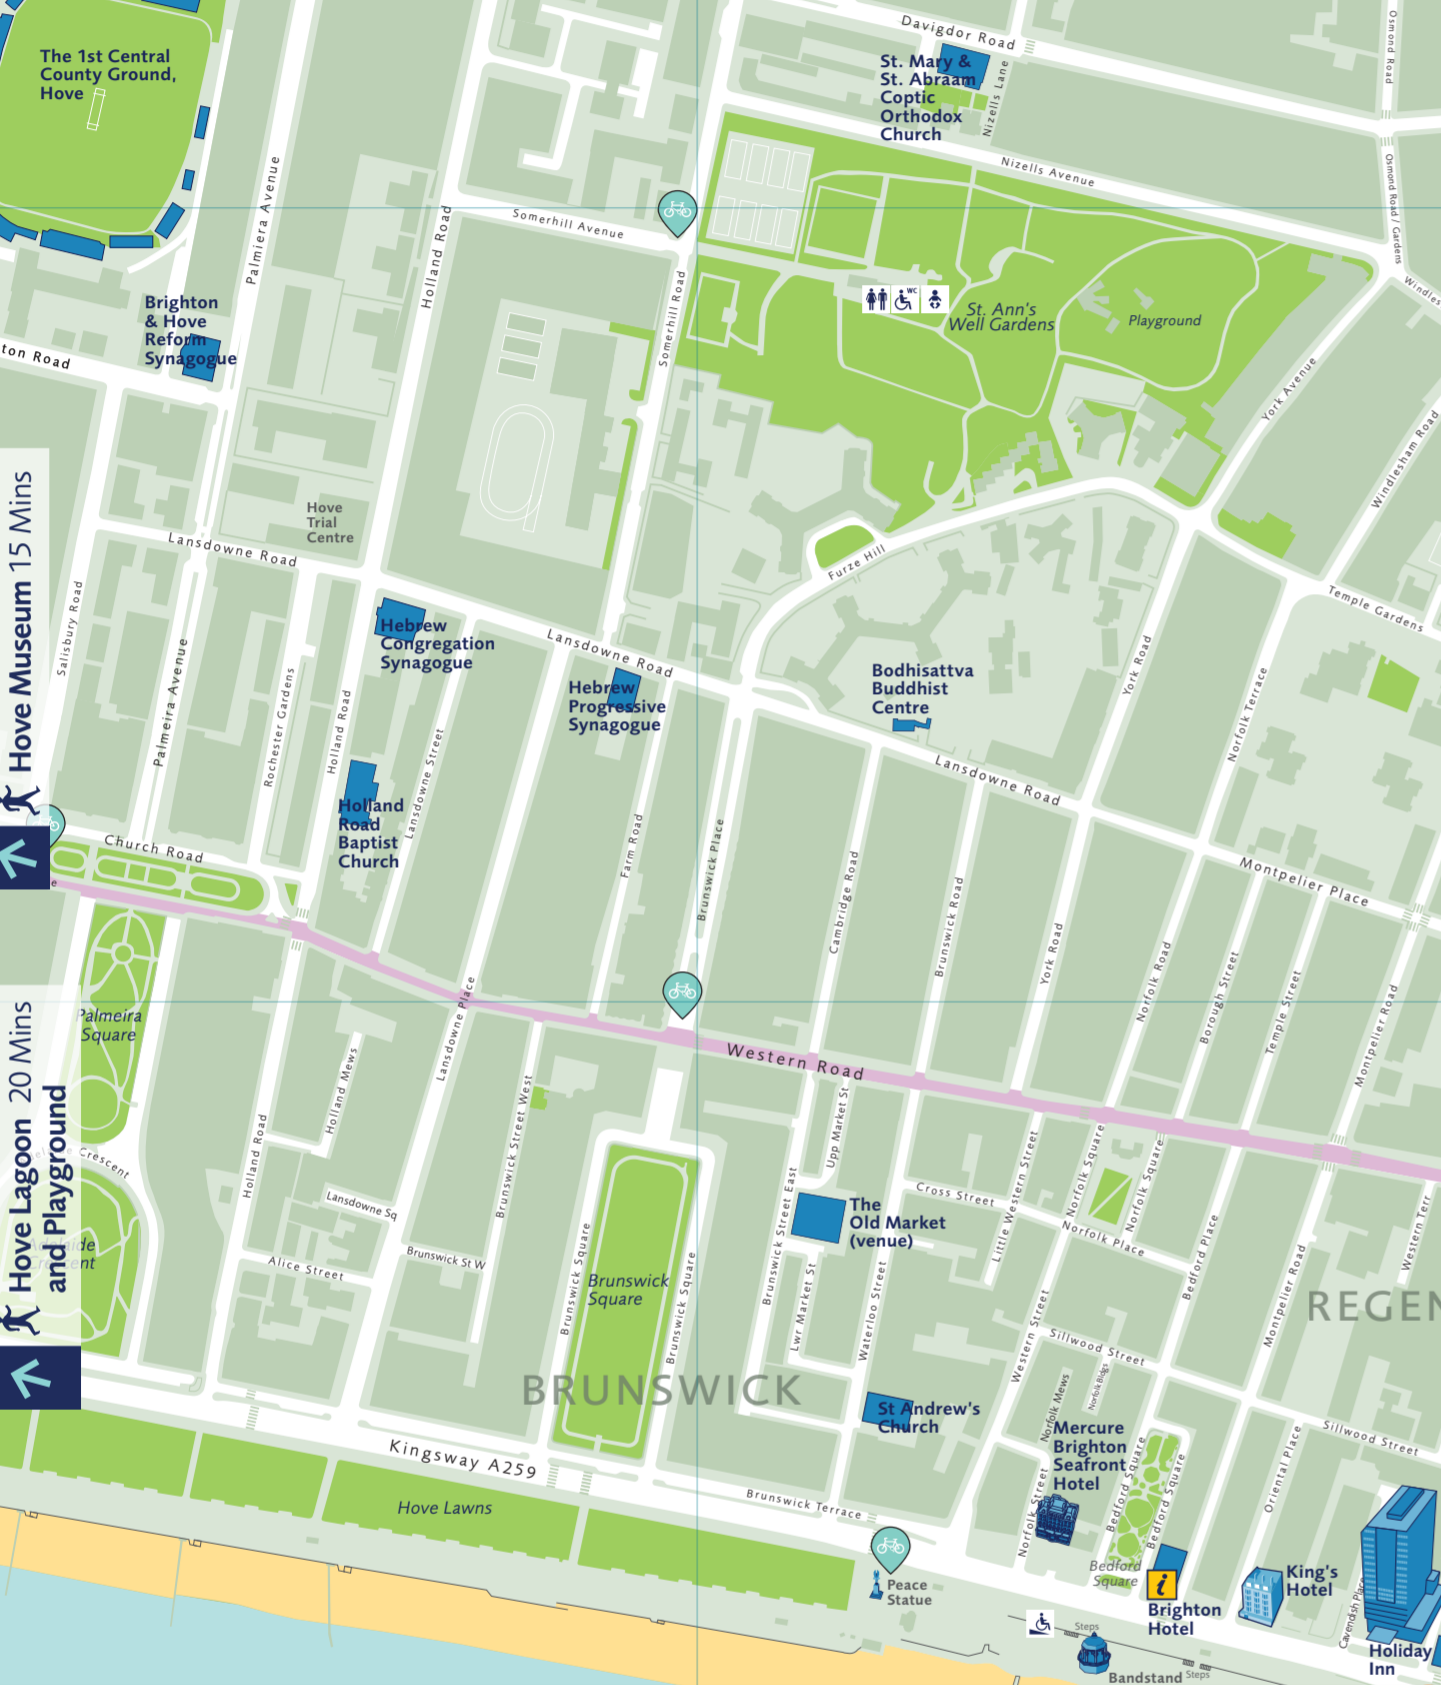 Davigdor Road
Osmond Road
The 1st Central
County Ground,
Hove
St. Mary &
St. Abraam
Coptic
Orthodox
Church
Nizells Lane
Nizells Avenue
Osmond Road / Gardens
Palmiera Avenue
Holland Road
Somerhill Avenue
Somerhill Road
WC
St. Ann's
Well Gardens
Playground
Brighton
& Hove
Reform
Synagogue
ton Road
York Avenue
Windlesham Road
Hove
Trial
Centre
Lansdowne Road
Furze Hill
Temple Gardens
Hove Museum 15 Mins
Salisbury Road
Palmeira Avenue
Rochester Gardens
Holland Road
Hebrew
Congregation
Synagogue
Lansdowne Road
Hebrew
Progressive
Synagogue
Bodhisattva
Buddhist
Centre
York Road
Norfolk Terrace
Lansdowne Road
Lansdowne Street
Holland
Road
Baptist
Church
Church Road
Farm Road
Brunswick Place
Cambridge Road
Brunswick Road
York Road
Montpelier Place
Norfolk Road
Borough Street
Temple Street
Montpelier Road
Palmeira
Square
Lansdowne Place
Western Road
Hove Lagoon 20 Mins
and Playground
Holland Mews
Holland Road
Brunswick Street West
Upp Market St
Crescent
Lansdowne Sq
Alice Street
Brunswick St W
Adelaide
Crescent
Brunswick Square
Brunswick
Square
Brunswick Square
Brunswick Street East
The
Old Market
(venue)
Lwr Market St
Waterloo Street
Cross Street
Little Western Street
Norfolk Square
Norfolk Square
Norfolk Place
Bedford Place
Montpelier Road
Western Terr
REGEN
BRUNSWICK
Western Street
Sillwood Street
Norfolk Mews
Norfolk Bldgs
St Andrew's
Church
Mercure
Brighton
Seafront
Hotel
Sillwood Street
Oriental Place
Kingsway A259
Hove Lawns
Brunswick Terrace
Norfolk Street
Bedford Square
Bedford Square
Bedford
Square
Peace
Statue
i
Brighton
Hotel
King's
Hotel
Cavendish Place
Holiday
Inn
Steps
Bandstand
Steps